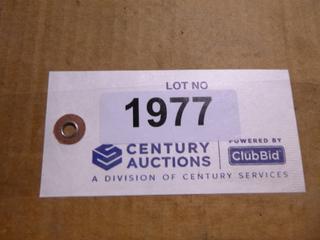 LOT NO
1977
CENTURY AUCTIONS
POWERED BY
ClubBid
A DIVISION OF CENTURY SERVICES